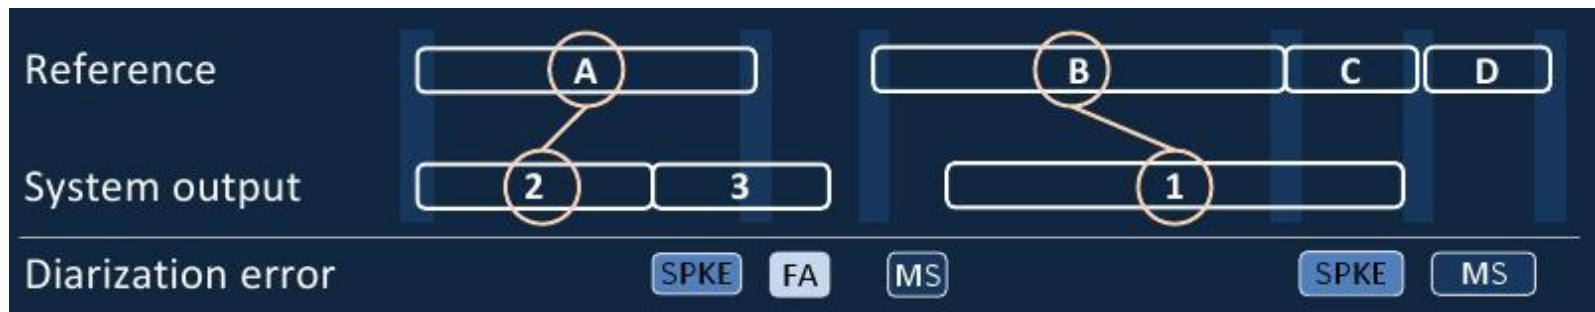 Reference A B C D
System output 2 3 1
Diarization error SPKE FA MS SPKE MS